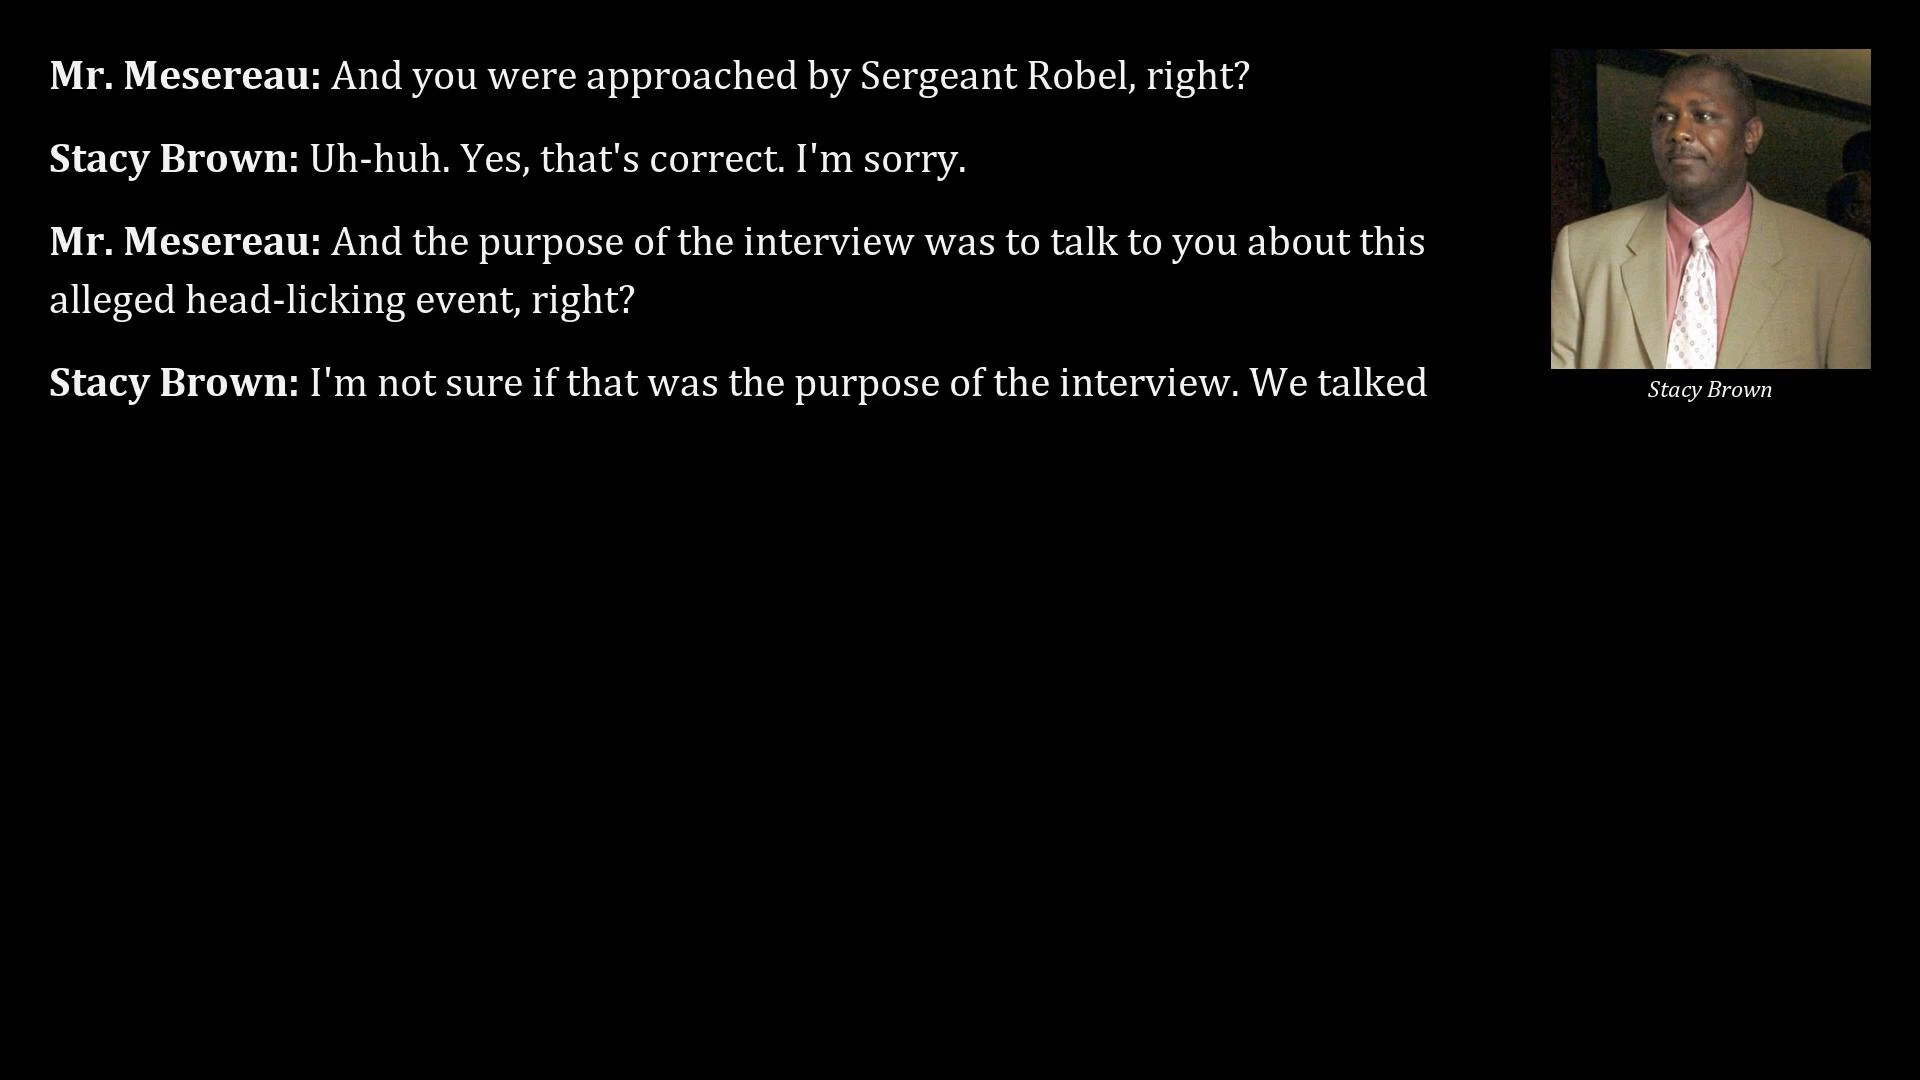 Mr. Mesereau: And you were approached by Sergeant Robel, right?
Stacy Brown: Uh-huh. Yes, that's correct. I'm sorry.
Mr. Mesereau: And the purpose of the interview was to talk to you about this
alleged head-licking event, right?
Stacy Brown: I'm not sure if that was the purpose of the interview. We talked
Stacy Brown